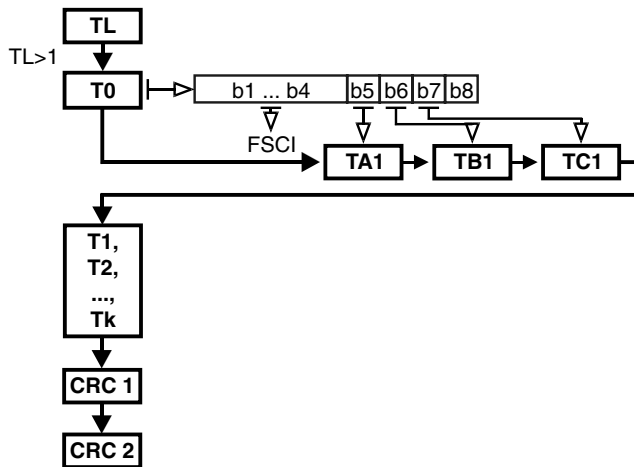 TL
TL>1
T0
b1 ... b4 b5 b6 b7 b8
FSCI
TA1 TB1 TC1
T1,
T2,
...,
Tk
CRC 1
CRC 2